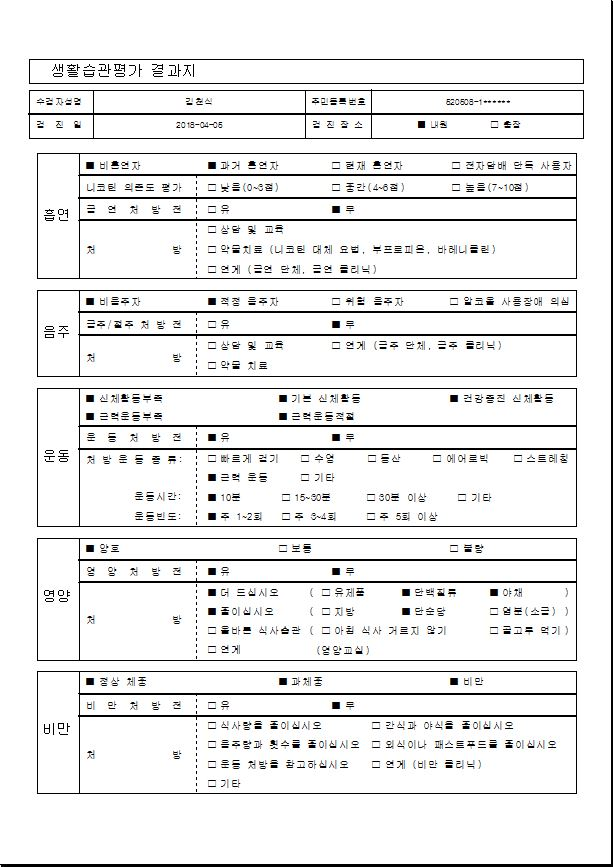 생활습관평가 결과지
수검자성명 김천식 주민등록번호 520508-1******
검 진 일 2018-04-05 검 진 장 소 ■ 내원 □ 출장
흡연
■ 비흡연자 ■ 과거 흡연자 □ 현재 흡연자 □ 전자담배 단독 사용자
니코틴 의존도 평가 □ 낮음(0~3점) □ 중간(4~6점) □ 높음(7~10점)
금 연 처 방 전 □ 유 ■ 무
□ 상담 및 교육
처 방 □ 약물치료 (니코틴 대체 요법, 부프로피온, 바레니클린)
□ 연계 (금연 단체, 금연 클리닉)
음주
■ 비음주자 ■ 적정 음주자 □ 위험 음주자 □ 알코올 사용장애 의심
금주/절주 처 방 전 □ 유 ■ 무
처 방 □ 상담 및 교육 □ 연계 (금주 단체, 금주 클리닉)
□ 약물 치료
운동
■ 신체활동부족 ■ 기본 신체활동 ■ 건강증진 신체활동
■ 근력운동부족 ■ 근력운동적절
운 동 처 방 전 ■ 유 ■ 무
처 방 운 동 종 류: □ 빠르게 걷기 □ 수영 □ 등산 □ 에어로빅 □ 스트레칭
■ 근력 운동 □ 기타
운동시간: ■ 10분 □ 15~30분 □ 30분 이상 □ 기타
운동빈도: ■ 주 1~2회 □ 주 3~4회 □ 주 5회 이상
영양
■ 양호 □ 보통 □ 불량
영 양 처 방 전 ■ 유 ■ 무
처 방 ■ 더 드십시오 ( □ 유제품 ■ 단백질류 ■ 야채 )
■ 줄이십시오 ( □ 지방 ■ 단순당 □ 염분(소금) )
□ 올바른 식사습관 ( □ 아침 식사 거르지 않기 □ 골고루 먹기 )
□ 연계 (영양교실)
비만
■ 정상 체중 ■ 과체중 ■ 비만
비 만 처 방 전 □ 유 ■ 무
처 방 □ 식사량을 줄이십시오 □ 간식과 야식을 줄이십시오
□ 음주량과 횟수를 줄이십시오 □ 외식이나 패스트푸드를 줄이십시오
□ 운동 처방을 참고하십시오 □ 연계 (비만 클리닉)
□ 기타